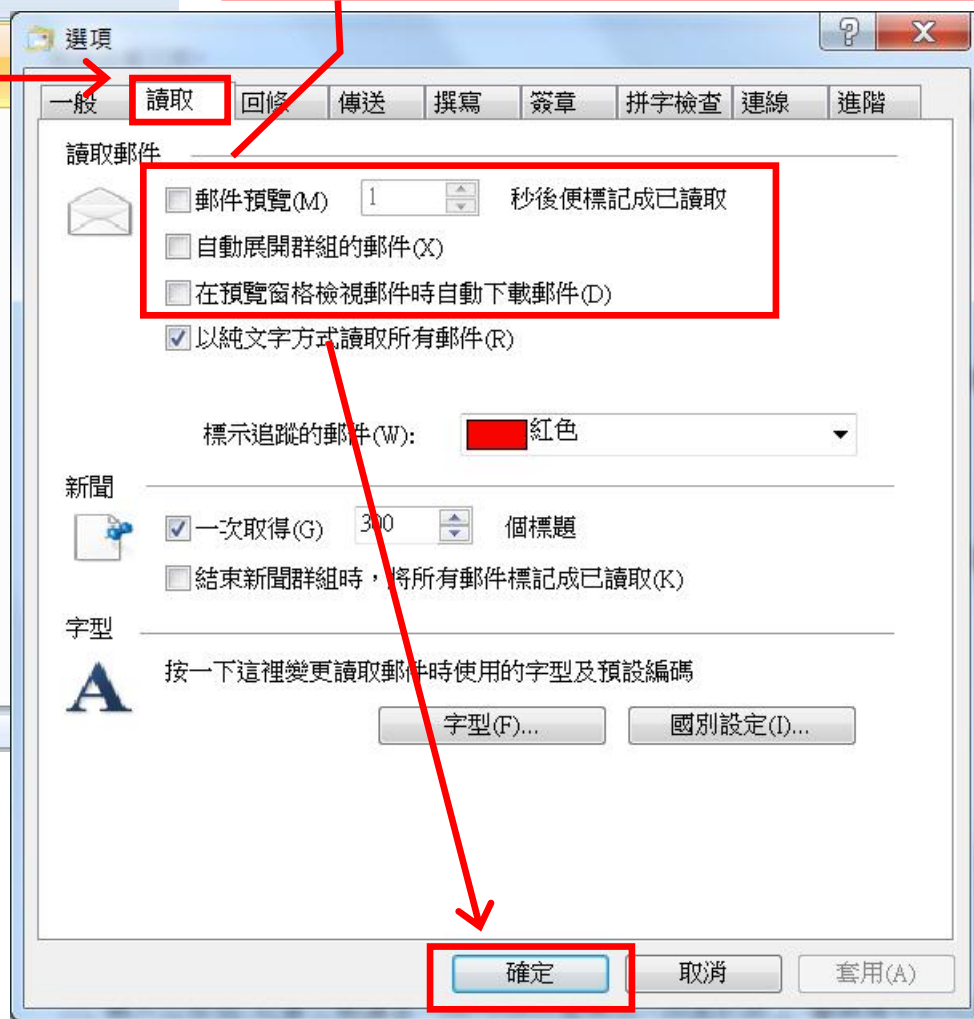 選項
一般 讀取 回條 傳送 撰寫 簽章 拼字檢查 連線 進階
讀取郵件
郵件預覽(M) 1 秒後便標記成已讀取
自動展開群組的郵件(X)
在預覽窗格檢視郵件時自動下載郵件(D)
以純文字方式讀取所有郵件(R)
標示追蹤的郵件(W): 紅色
新聞
一次取得(G) 300 個標題
結束新聞群組時，將所有郵件標記成已讀取(K)
字型
A 按一下這裡變更讀取郵件時使用的字型及預設編碼
字型(F)... 國別設定(I)...
確定 取消 套用(A)